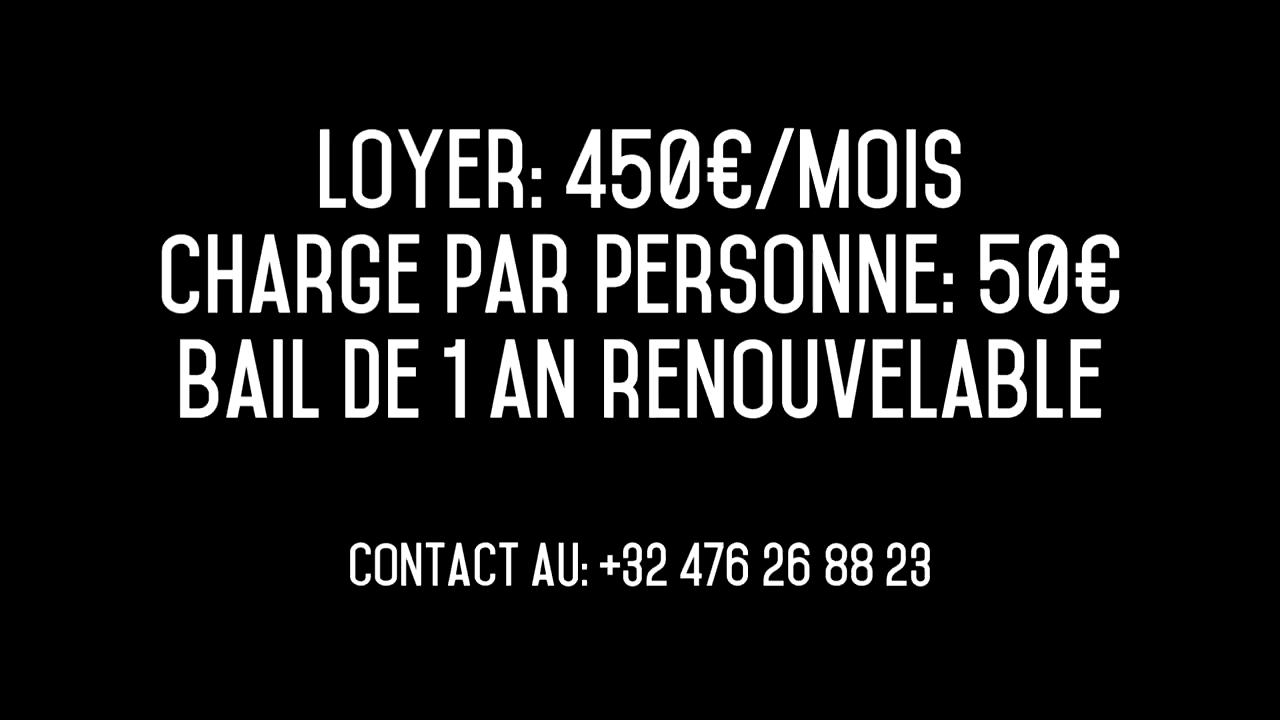 LOYER: 450€/MOIS
CHARGE PAR PERSONNE: 50€
BAIL DE 1 AN RENOUVELABLE
CONTACT AU: +32 476 26 88 23